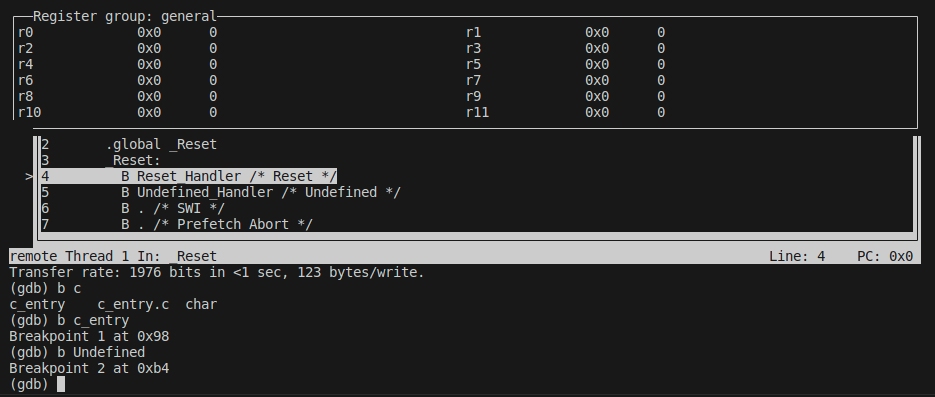 Register group: general
r0 0x0 0 r1 0x0 0
r2 0x0 0 r3 0x0 0
r4 0x0 0 r5 0x0 0
r6 0x0 0 r7 0x0 0
r8 0x0 0 r9 0x0 0
r10 0x0 0 r11 0x0 0
2 .global _Reset
3 _Reset:
> 4 B Reset_Handler /* Reset */
5 B Undefined_Handler /* Undefined */
6 B . /* SWI */
7 B . /* Prefetch Abort */
remote Thread 1 In: _Reset Line: 4 PC: 0x0
Transfer rate: 1976 bits in <1 sec, 123 bytes/write.
(gdb) b c
c_entry c_entry.c char
(gdb) b c_entry
Breakpoint 1 at 0x98
(gdb) b Undefined
Breakpoint 2 at 0xb4
(gdb)